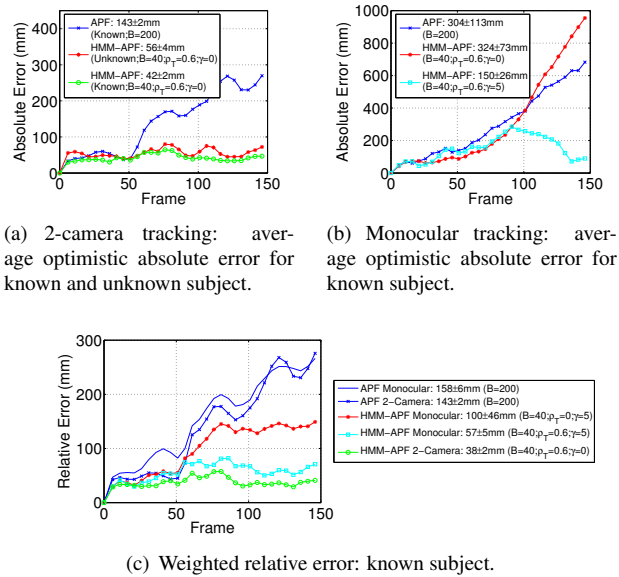 APF: 143±2mm
(Known;B=200)
HMM−APF: 56±4mm
(Unknown;B=40;ρT=0.6;γ=0)
HMM−APF: 42±2mm
(Known;B=40;ρT=0.6;γ=0)
Absolute Error (mm)
400
300
200
100
0
0 50 100 150
Frame
APF: 304±113mm
(B=200)
HMM−APF: 324±73mm
(B=40;ρT=0.6;γ=0)
HMM−APF: 150±26mm
(B=40;ρT=0.6;γ=5)
Absolute Error (mm)
1000
800
600
400
200
0
0 50 100 150
Frame
(a) 2-camera tracking: aver-
age optimistic absolute error for
known and unknown subject.
(b) Monocular tracking: aver-
age optimistic absolute error for
known subject.
Relative Error (mm)
300
200
100
0
0 50 100 150
Frame
APF Monocular: 158±6mm (B=200)
APF 2−Camera: 143±2mm (B=200)
HMM−APF Monocular: 100±46mm (B=40;ρT=0;γ=5)
HMM−APF Monocular: 57±5mm (B=40;ρT=0.6;γ=5)
HMM−APF 2−Camera: 38±2mm (B=40;ρT=0.6;γ=0)
(c) Weighted relative error: known subject.